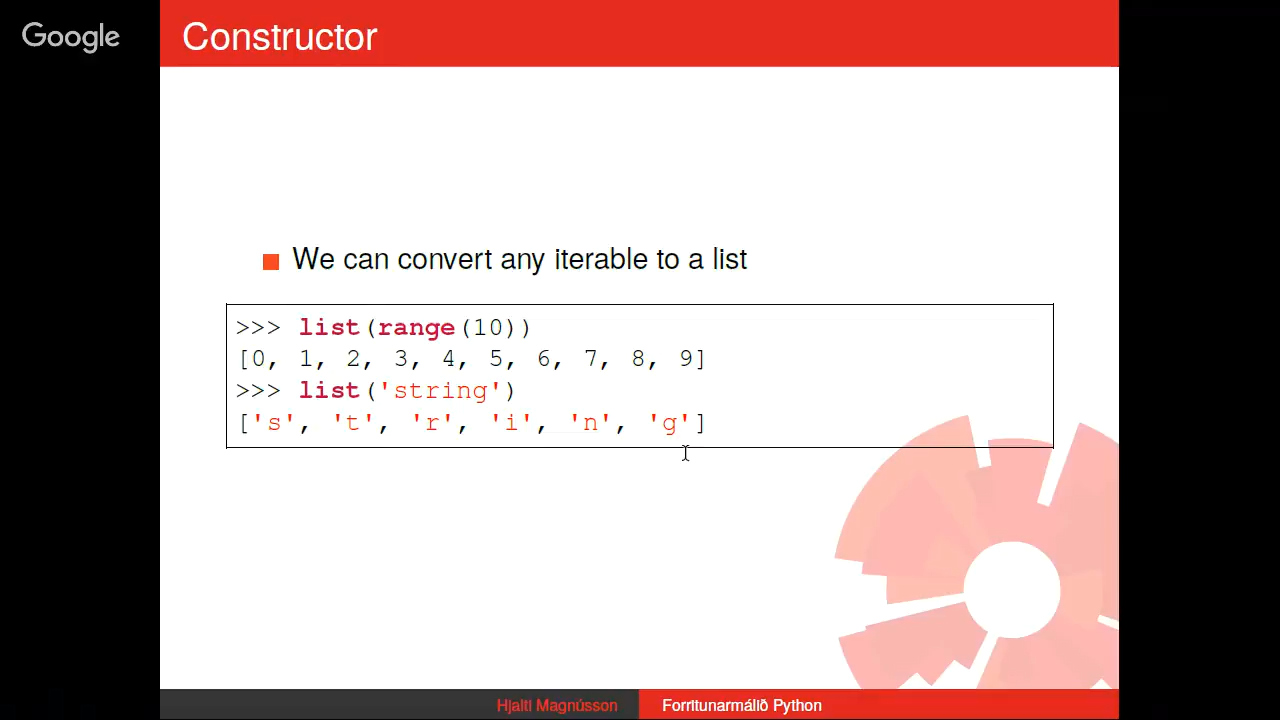 Google
Constructor
We can convert any iterable to a list
>>> list(range(10))
[0, 1, 2, 3, 4, 5, 6, 7, 8, 9]
>>> list('string')
['s', 't', 'r', 'i', 'n', 'g']
Hjalti Magnússon
Forritunarmálið Python